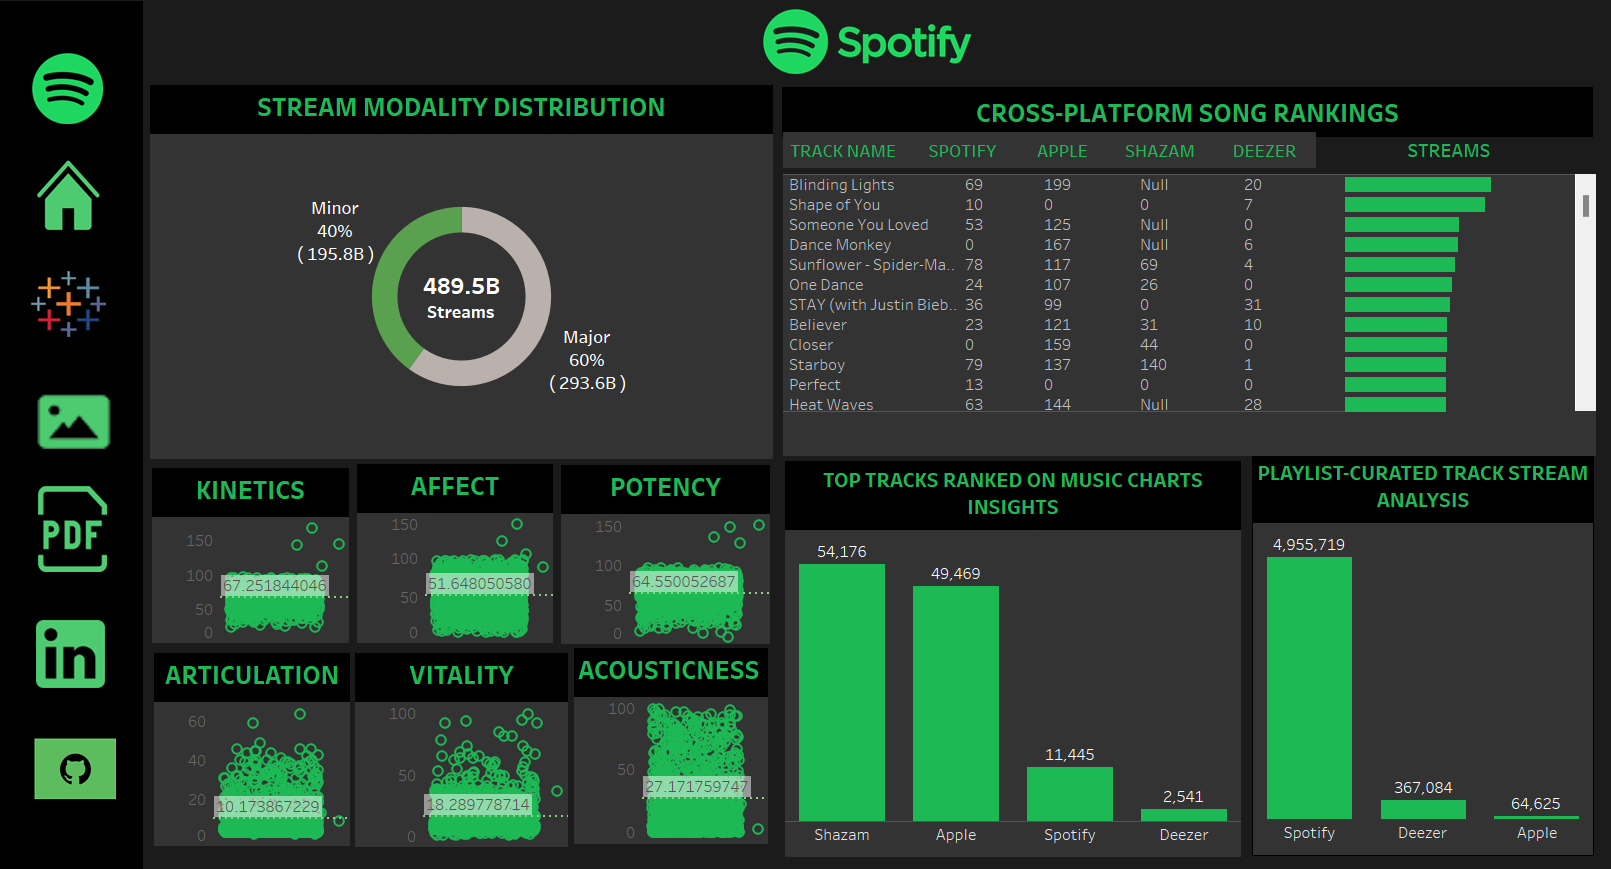 Spotify
STREAM MODALITY DISTRIBUTION
Minor
40%
( 195.8B )
489.5B
Streams
Major
60%
( 293.6B )
CROSS-PLATFORM SONG RANKINGS
TRACK NAME SPOTIFY APPLE SHAZAM DEEZER STREAMS
Blinding Lights 69 199 Null 20
Shape of You 10 0 0 7
Someone You Loved 53 125 Null 0
Dance Monkey 0 167 Null 6
Sunflower - Spider-Ma.. 78 117 69 4
One Dance 24 107 26 0
STAY (with Justin Bieb.. 36 99 0 31
Believer 23 121 31 10
Closer 0 159 44 0
Starboy 79 137 140 1
Perfect 13 0 0 0
Heat Waves 63 144 Null 28
PDF
in
KINETICS
150
100
50
0
67.251844046
AFFECT
150
100
50
0
51.648050580
POTENCY
150
100
50
0
64.550052687
ARTICULATION
60
40
20
0
10.173867229
VITALITY
100
50
0
18.289778714
ACOUSTICNESS
100
50
0
27.171759747
TOP TRACKS RANKED ON MUSIC CHARTS
INSIGHTS
54,176
49,469
11,445
2,541
Shazam Apple Spotify Deezer
PLAYLIST-CURATED TRACK STREAM
ANALYSIS
4,955,719
367,084
64,625
Spotify Deezer Apple